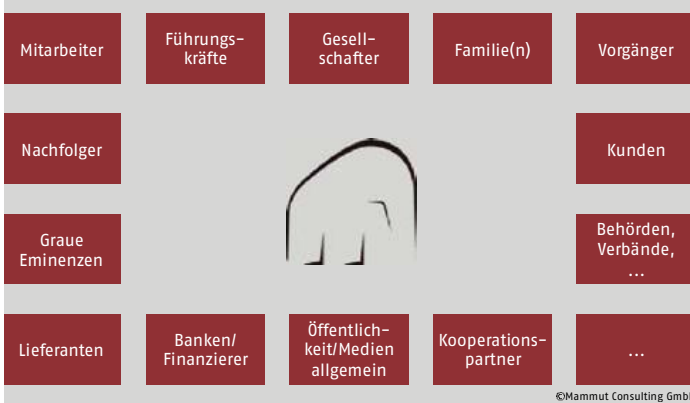 Mitarbeiter
Führungs-
kräfte
Gesell-
schafter
Familie(n)
Vorgänger
Nachfolger
Kunden
Graue
Eminenzen
Behörden,
Verbände,
...
Lieferanten
Banken/
Finanzierer
Öffentlich-
keit/Medien
allgemein
Kooperations-
partner
...
©Mammut Consulting Gmb